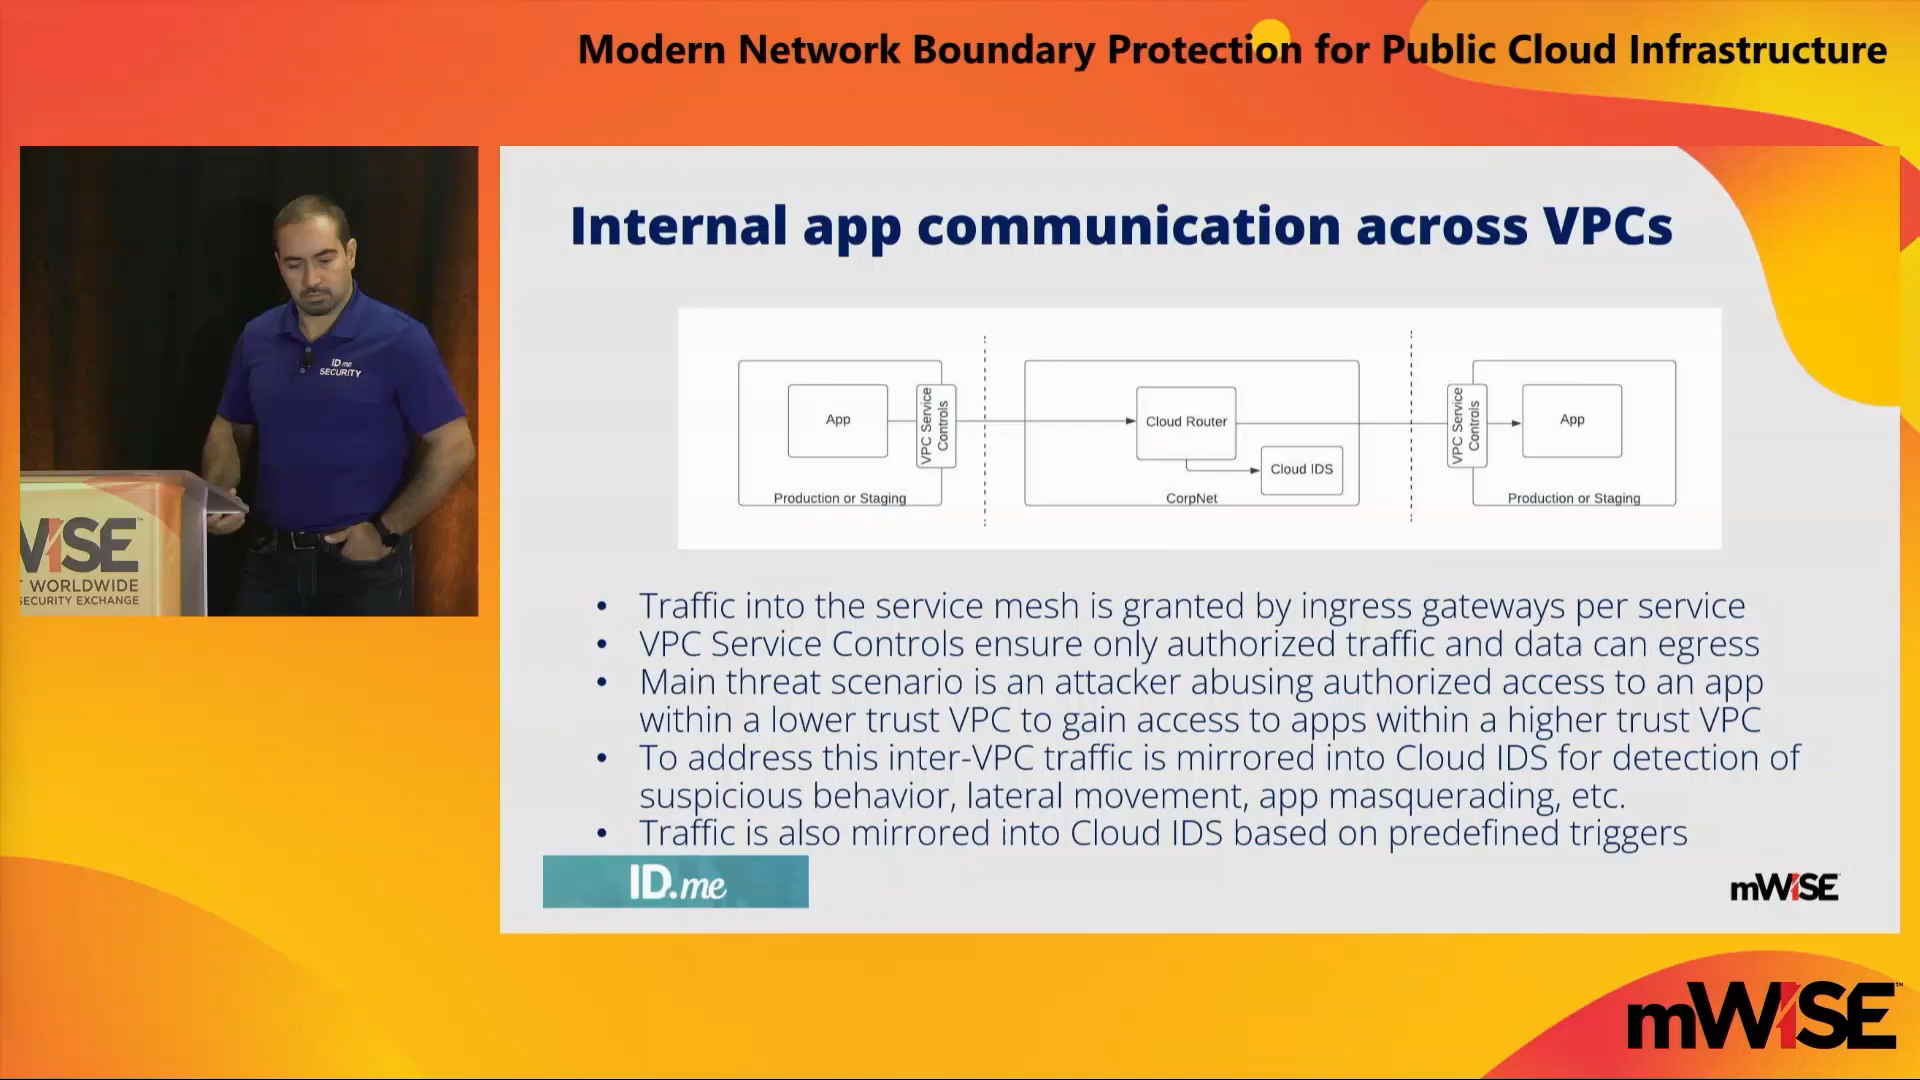 Modern Network Boundary Protection for Public Cloud Infrastructure
ID.me
SECURITY
WISE
WORLDWIDE
SECURITY EXCHANGE
Internal app communication across VPCs
App
VPC Service
Controls
Production or Staging
Cloud Router
Cloud IDS
CorpNet
VPC Service
Controls
App
Production or Staging
• Traffic into the service mesh is granted by ingress gateways per service
• VPC Service Controls ensure only authorized traffic and data can egress
• Main threat scenario is an attacker abusing authorized access to an app
within a lower trust VPC to gain access to apps within a higher trust VPC
• To address this inter-VPC traffic is mirrored into Cloud IDS for detection of
suspicious behavior, lateral movement, app masquerading, etc.
• Traffic is also mirrored into Cloud IDS based on predefined triggers
ID.me
mWISE
mWISE™